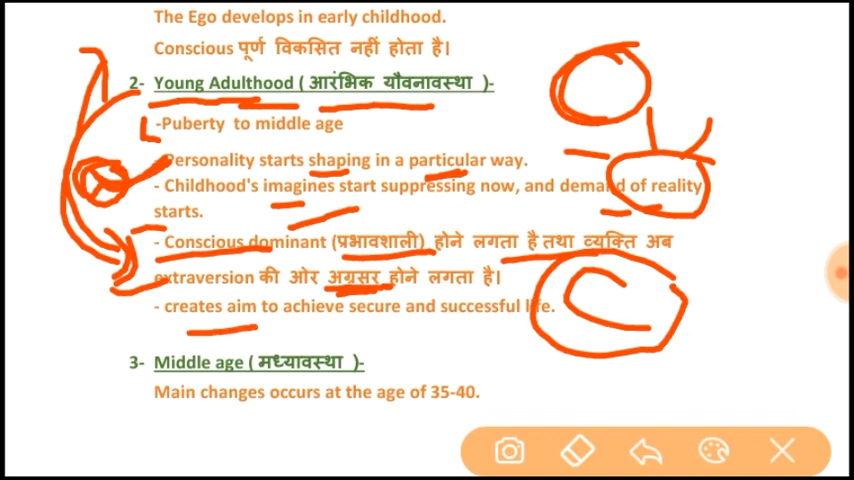 The Ego develops in early childhood.
Conscious पूर्ण विकसित नहीं होता है।
2- Young Adulthood ( आरंभिक यौवनावस्था )-
-Puberty to middle age
-Personality starts shaping in a particular way.
- Childhood's imagines start suppressing now, and demand of reality
starts.
- Conscious dominant (प्रभावशाली) होने लगता है तथा व्यक्ति अब
extraversion की ओर अग्रसर होने लगता है।
- creates aim to achieve secure and successful life.
3- Middle age ( मध्यावस्था )-
Main changes occurs at the age of 35-40.